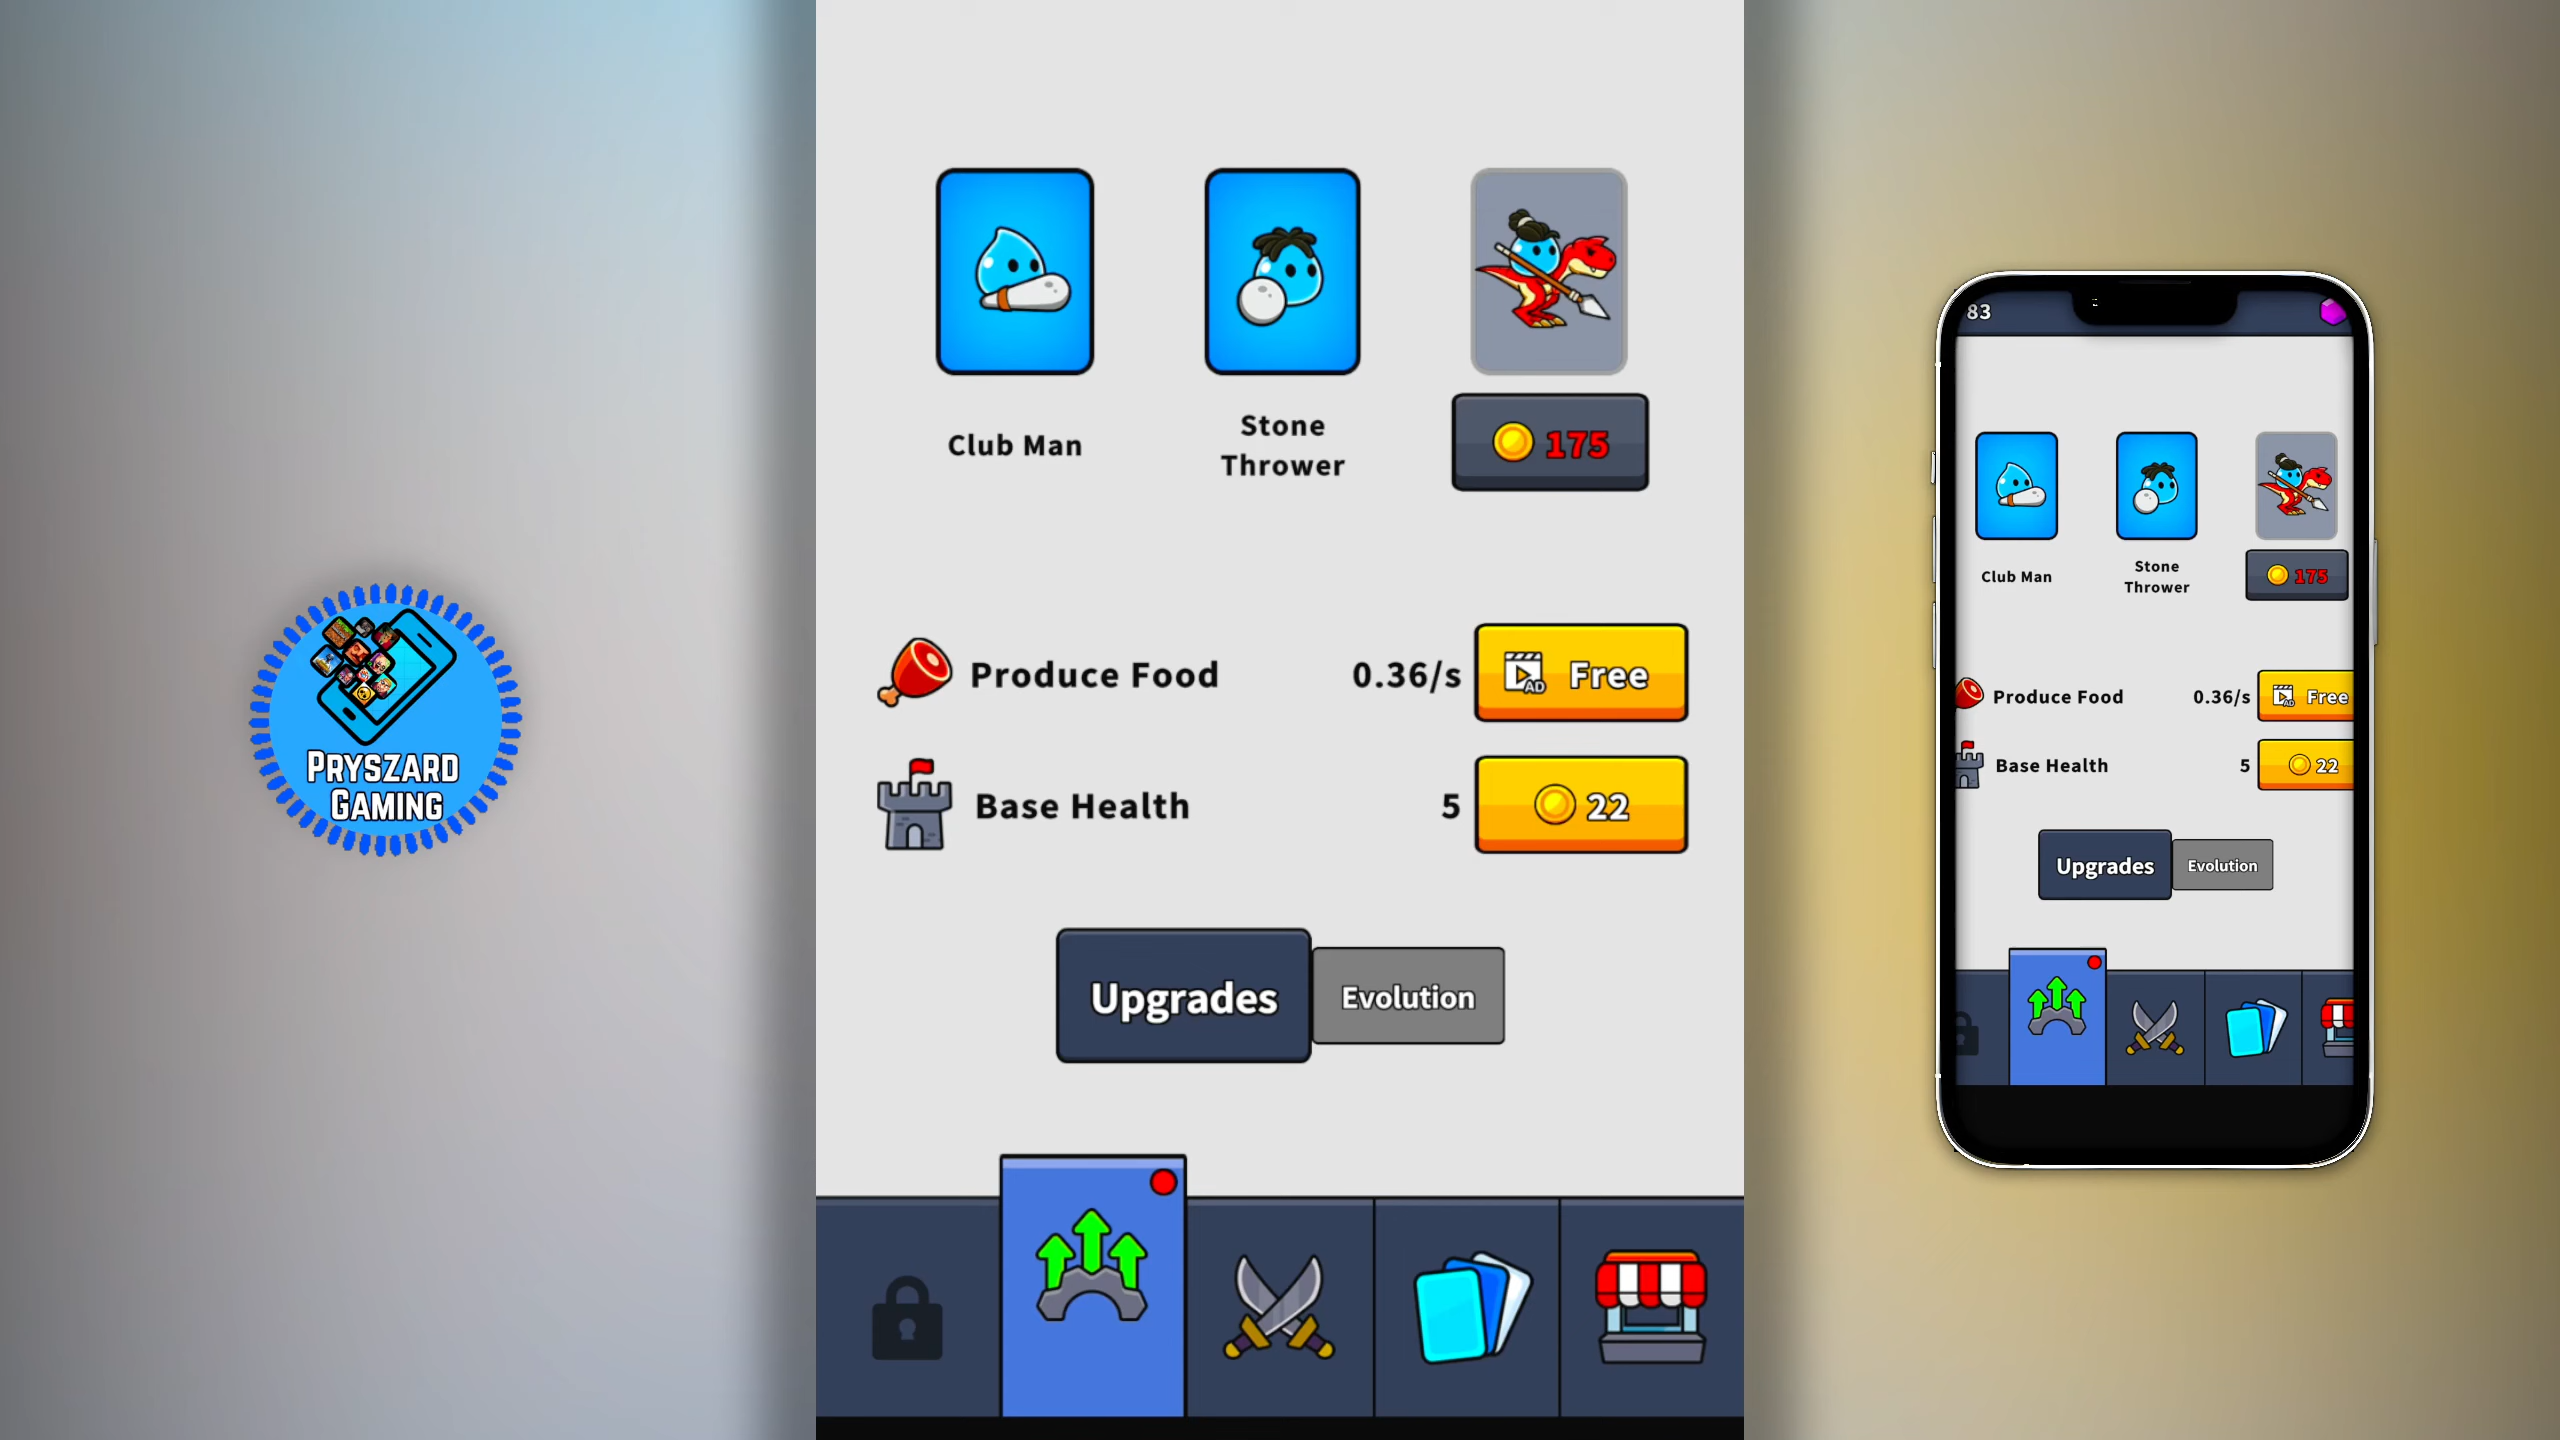 PRYSZARD
GAMING
Club Man
Stone
Thrower
175
Produce Food
0.36/s
AD
Free
Base Health
5
22
Upgrades
Evolution
83
Club Man
Stone
Thrower
175
Produce Food
0.36/s
AD
Free
Base Health
5
22
Upgrades
Evolution